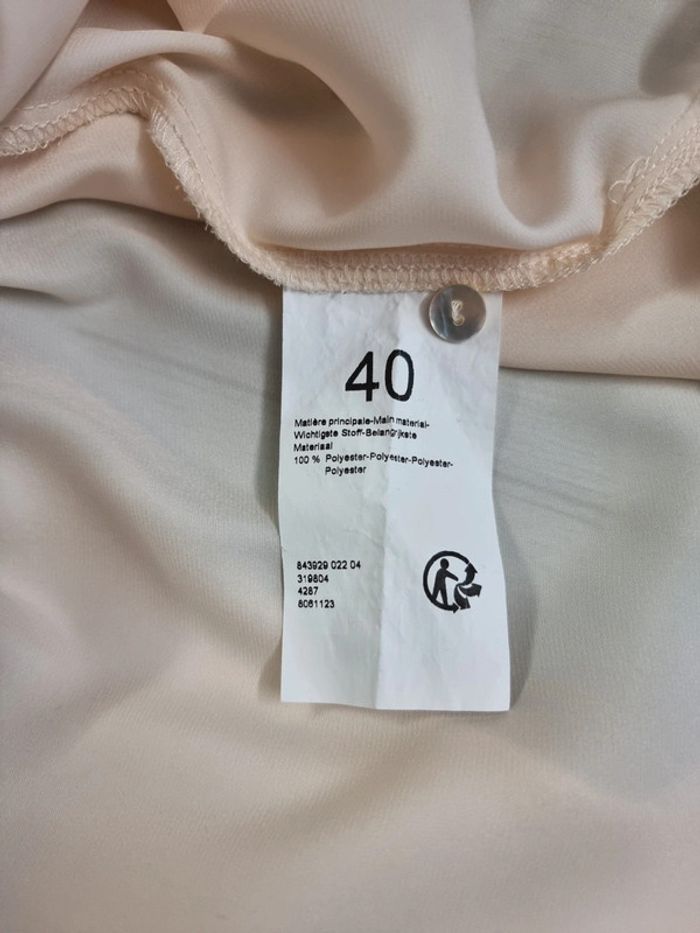 40
Matière principale-Main material-
Wichtigste Stoff-Belangrijkste
Materiaal
100 % Polyester-Polyester-Polyester-
Polyester
843929 022 04
319804
4287
8061123